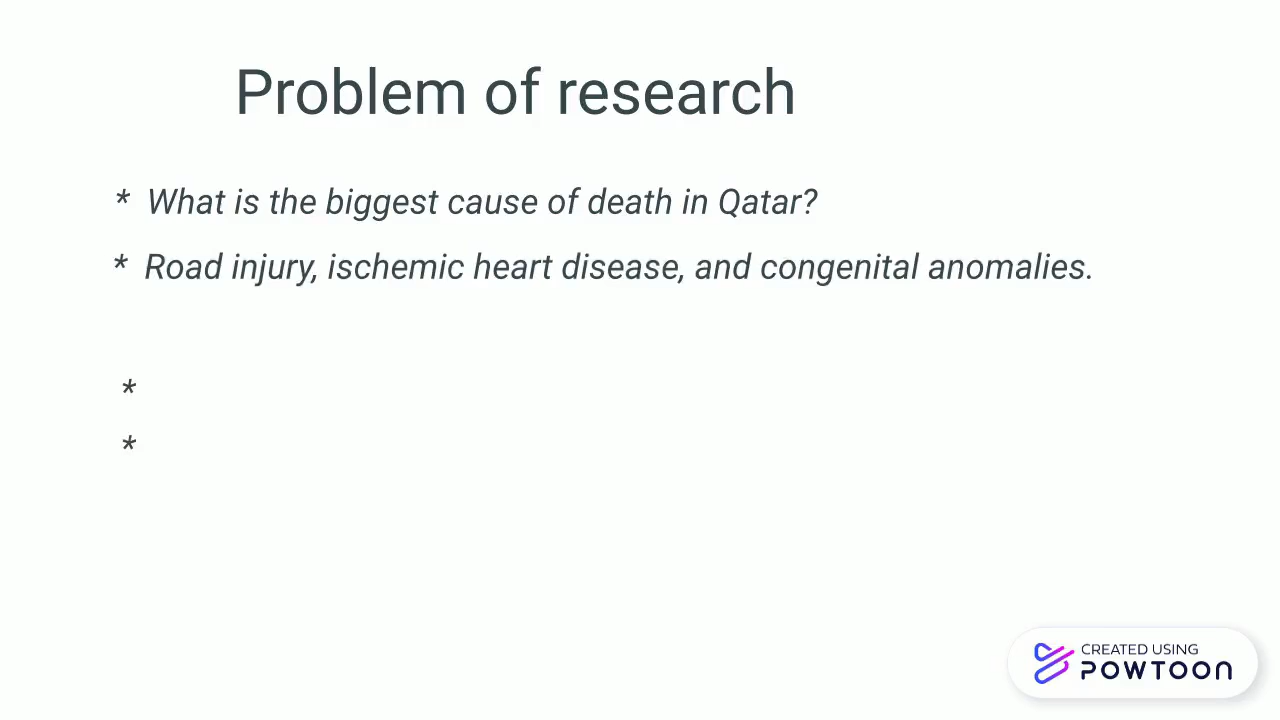 Problem of research
* What is the biggest cause of death in Qatar?
* Road injury, ischemic heart disease, and congenital anomalies.
*
*
CREATED USING
POWTOON